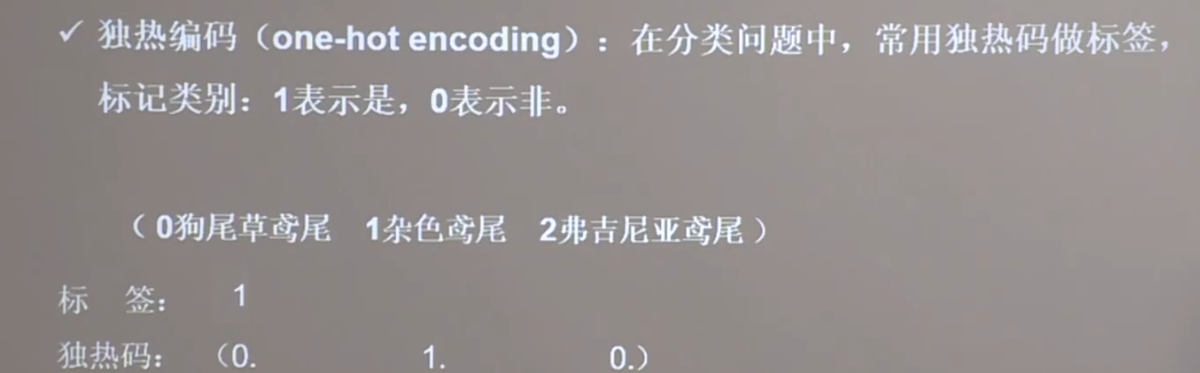 ✓ 独热编码（one-hot encoding）：在分类问题中，常用独热码做标签，
标记类别：1表示是，0表示非。
（ 0狗尾草鸢尾 1杂色鸢尾 2弗吉尼亚鸢尾 ）
标 签： 1
独热码： （0. 1. 0.）